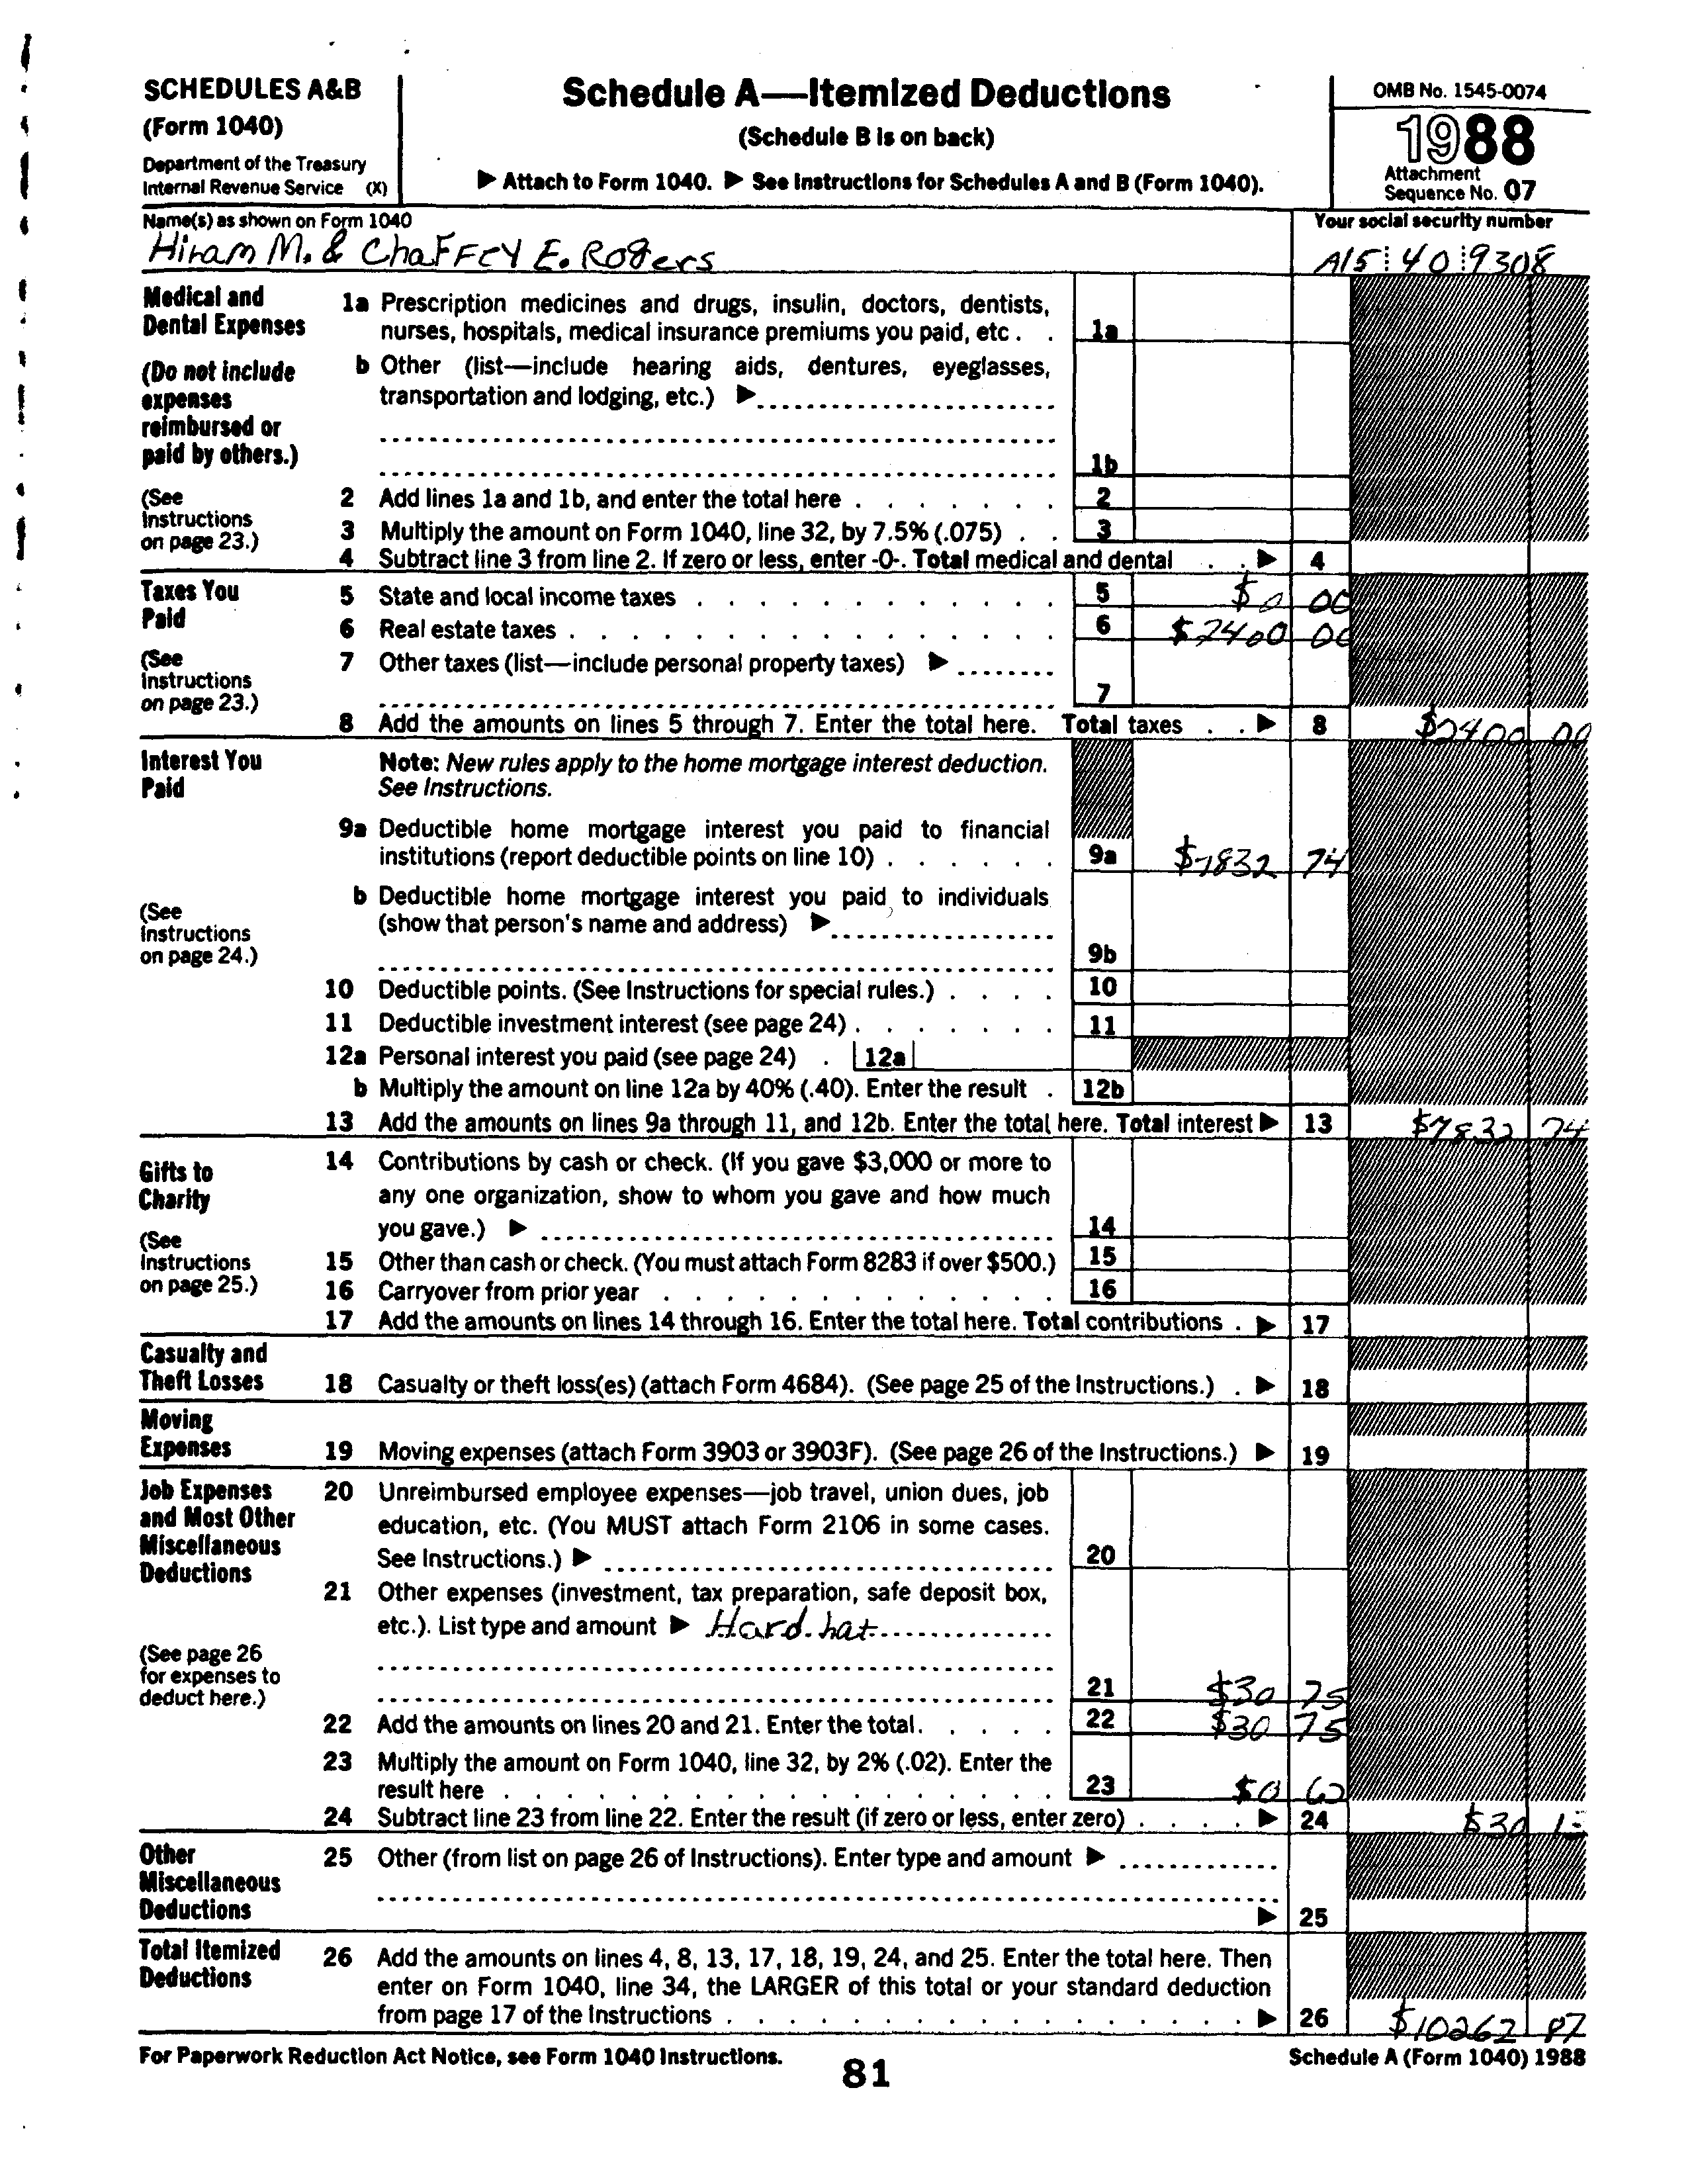 SCHEDULES A&B
(Form 1040)
Department of the Treasury
Internal Revenue Service (X)
Schedule A—Itemized Deductions
(Schedule B is on back)
▶ Attach to Form 1040. ▶ See Instructions for Schedules A and B (Form 1040).
OMB No. 1545-0074
1988
Attachment
Sequence No. 07
Name(s) as shown on Form 1040
Hiram M. & Chaffey E. Rogers
Your social security number
A15 40 9308
Medical and
Dental Expenses
(Do not include
expenses
reimbursed or
paid by others.)
(See
Instructions
on page 23.)
1a Prescription medicines and drugs, insulin, doctors, dentists,
nurses, hospitals, medical insurance premiums you paid, etc . . 1a
b Other (list—include hearing aids, dentures, eyeglasses,
transportation and lodging, etc.) ▶
1b
2 Add lines 1a and 1b, and enter the total here . . . . . . . 2
3 Multiply the amount on Form 1040, line 32, by 7.5% (.075) . . 3
4 Subtract line 3 from line 2. If zero or less, enter -0-. Total medical and dental . . ▶ 4
Taxes You
Paid
(See
Instructions
on page 23.)
5 State and local income taxes . . . . . . . . . . . . . . 5 $0 00
6 Real estate taxes . . . . . . . . . . . . . . . . . . . 6 $2400 00
7 Other taxes (list—include personal property taxes) ▶
7
8 Add the amounts on lines 5 through 7. Enter the total here. Total taxes . . ▶ 8 $2400 00
Interest You
Paid
(See
Instructions
on page 24.)
Note: New rules apply to the home mortgage interest deduction.
See Instructions.
9a Deductible home mortgage interest you paid to financial
institutions (report deductible points on line 10) . . . . . . 9a $7832 74
b Deductible home mortgage interest you paid to individuals
(show that person's name and address) ▶
9b
10 Deductible points. (See Instructions for special rules.) . . . . 10
11 Deductible investment interest (see page 24) . . . . . . . 11
12a Personal interest you paid (see page 24) . 12a
b Multiply the amount on line 12a by 40% (.40). Enter the result . 12b
13 Add the amounts on lines 9a through 11, and 12b. Enter the total here. Total interest ▶ 13 $7832 74
Gifts to
Charity
(See
Instructions
on page 25.)
14 Contributions by cash or check. (If you gave $3,000 or more to
any one organization, show to whom you gave and how much
you gave.) ▶ 14
15 Other than cash or check. (You must attach Form 8283 if over $500.) 15
16 Carryover from prior year . . . . . . . . . . . . . . . 16
17 Add the amounts on lines 14 through 16. Enter the total here. Total contributions . ▶ 17
Casualty and
Theft Losses
18 Casualty or theft loss(es) (attach Form 4684). (See page 25 of the Instructions.) . ▶ 18
Moving
Expenses
19 Moving expenses (attach Form 3903 or 3903F). (See page 26 of the Instructions.) ▶ 19
Job Expenses
and Most Other
Miscellaneous
Deductions
(See page 26
for expenses to
deduct here.)
20 Unreimbursed employee expenses—job travel, union dues, job
education, etc. (You MUST attach Form 2106 in some cases.
See Instructions.) ▶ 20
21 Other expenses (investment, tax preparation, safe deposit box,
etc.). List type and amount ▶ Hard hat
21 $30 75
22 Add the amounts on lines 20 and 21. Enter the total. . . . . 22 $30 75
23 Multiply the amount on Form 1040, line 32, by 2% (.02). Enter the
result here . . . . . . . . . . . . . . . . . . . . . 23 $0 62
24 Subtract line 23 from line 22. Enter the result (if zero or less, enter zero) . . . . ▶ 24 $30
Other
Miscellaneous
Deductions
25 Other (from list on page 26 of Instructions). Enter type and amount ▶
▶ 25
Total Itemized
Deductions
26 Add the amounts on lines 4, 8, 13, 17, 18, 19, 24, and 25. Enter the total here. Then
enter on Form 1040, line 34, the LARGER of this total or your standard deduction
from page 17 of the Instructions . . . . . . . . . . . . . . . . . ▶ 26 $10262 87
For Paperwork Reduction Act Notice, see Form 1040 Instructions.
81
Schedule A (Form 1040) 1988